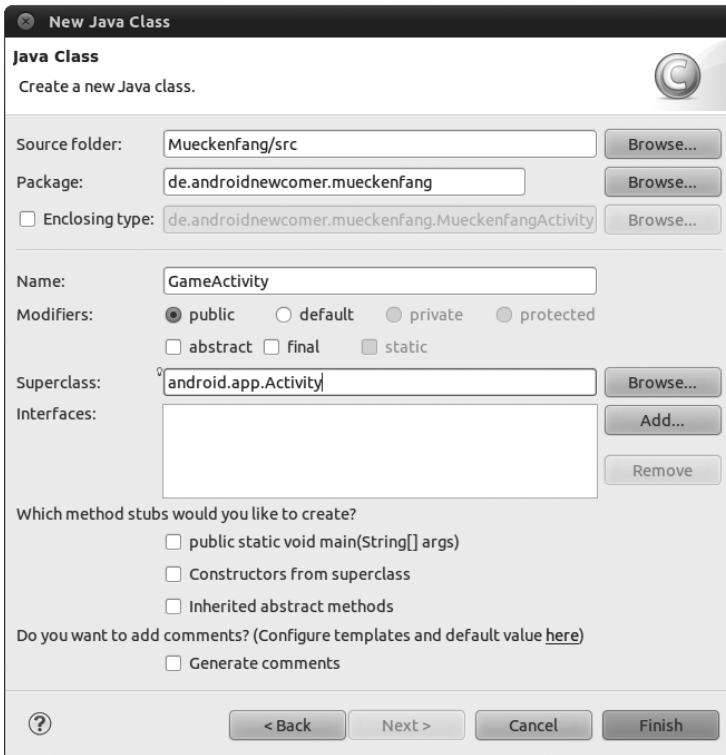 New Java Class
Java Class
Create a new Java class.
Source folder: Mueckenfang/src Browse...
Package: de.androidnewcomer.mueckenfang Browse...
Enclosing type: de.androidnewcomer.mueckenfang.MueckenfangActivity Browse...
Name: GameActivity
Modifiers: public default private protected
abstract final static
Superclass: android.app.Activity Browse...
Interfaces: Add...
Remove
Which method stubs would you like to create?
public static void main(String[] args)
Constructors from superclass
Inherited abstract methods
Do you want to add comments? (Configure templates and default value here)
Generate comments
? < Back Next > Cancel Finish